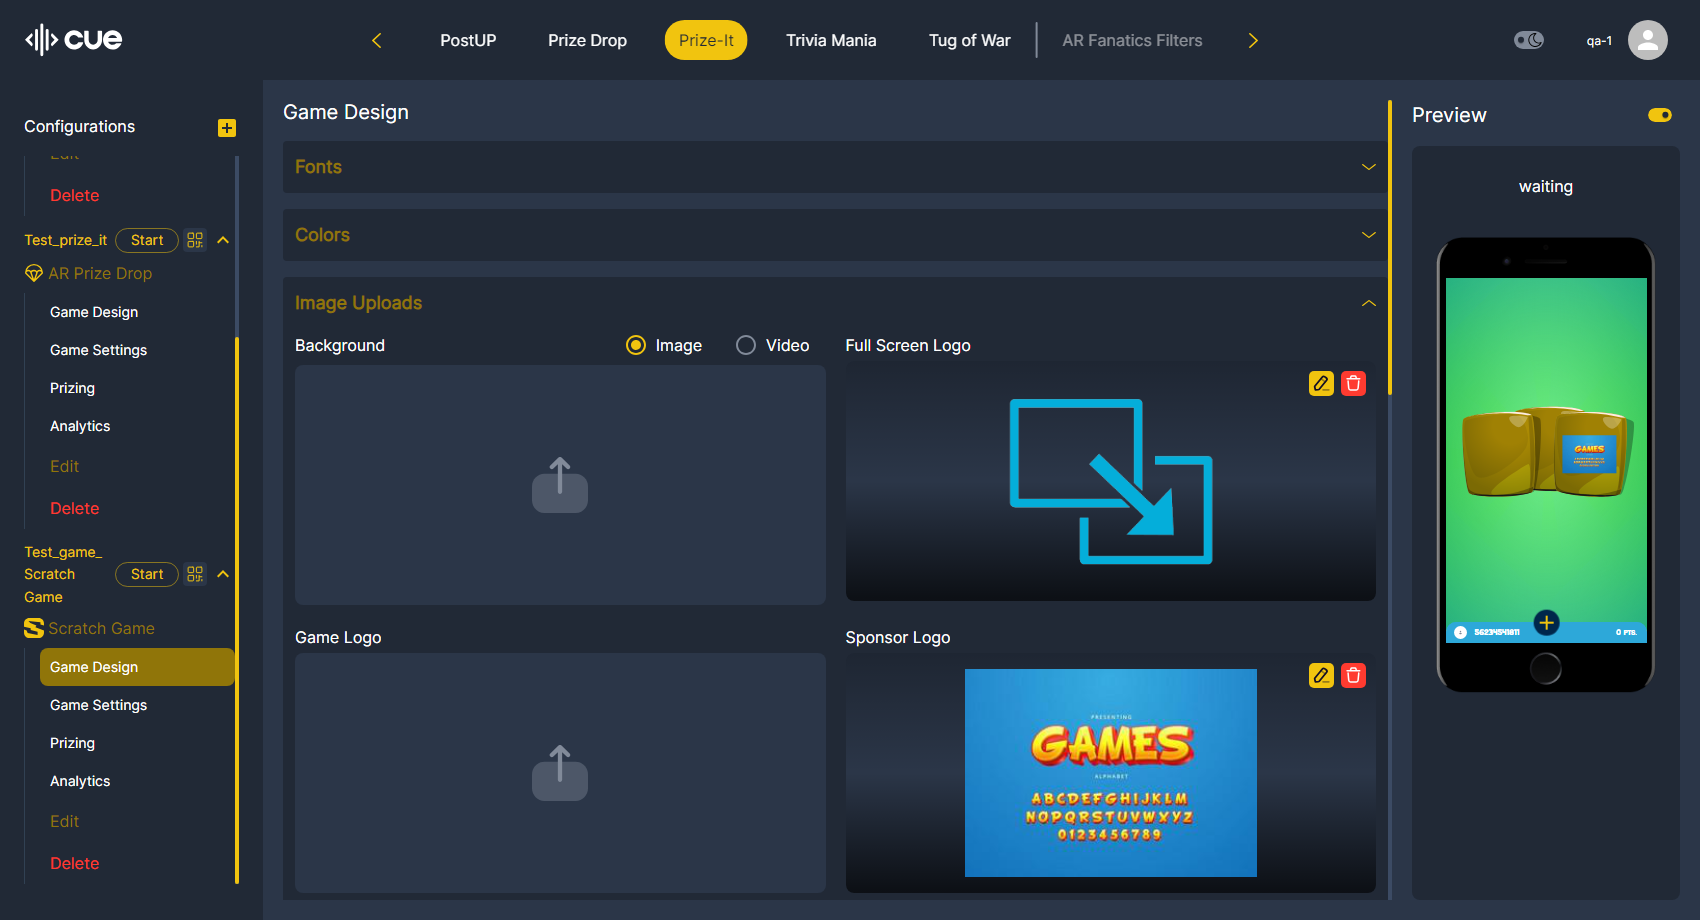 cue
PostUP
Prize Drop
Prize-It
Trivia Mania
Tug of War
AR Fanatics Filters
qa-1
Configurations
Edit
Delete
Test_prize_it
Start
AR Prize Drop
Game Design
Game Settings
Prizing
Analytics
Edit
Delete
Test_game_
Scratch
Game
Start
Scratch Game
Game Design
Game Settings
Prizing
Analytics
Edit
Delete
Game Design
Fonts
Colors
Image Uploads
Background
Image
Video
Full Screen Logo
Game Logo
Sponsor Logo
PRESENTING
GAMES
ALPHABET
ABCDEFGHIJKLM
NOPQRSTUVWXYZ
0123456789
Preview
waiting
GAMES
0 PTS.